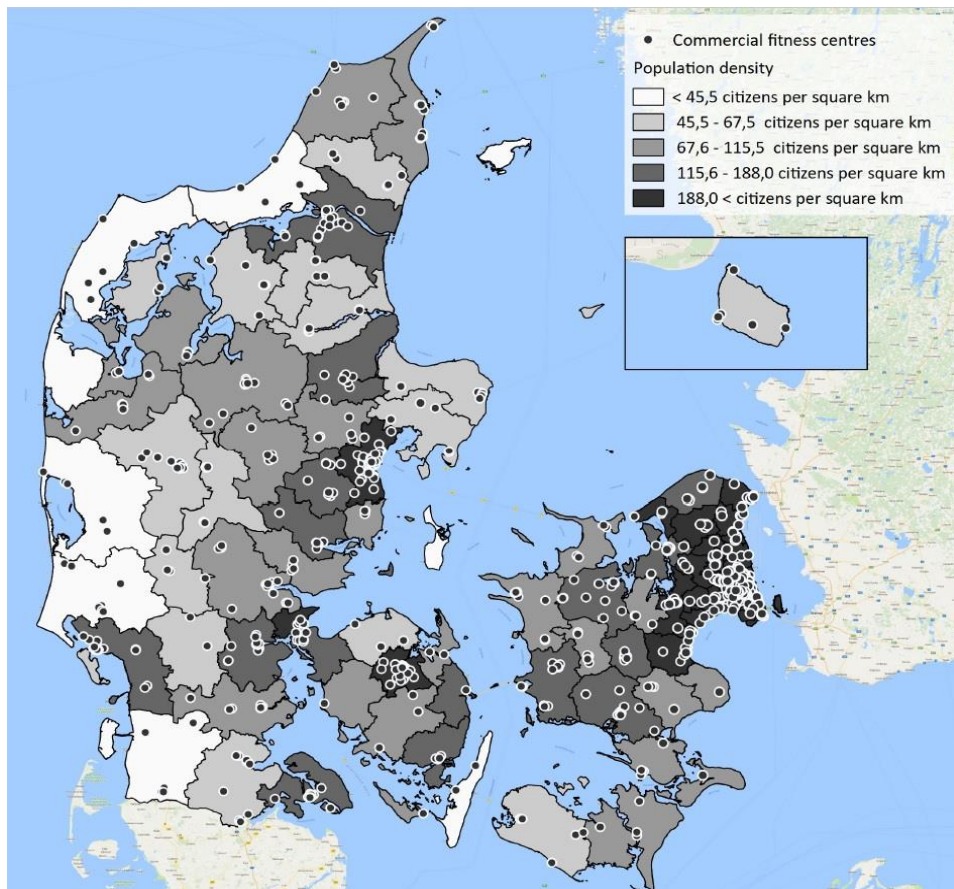 Commercial fitness centres
Population density
< 45,5 citizens per square km
45,5 - 67,5 citizens per square km
67,6 - 115,5 citizens per square km
115,6 - 188,0 citizens per square km
188,0 < citizens per square km